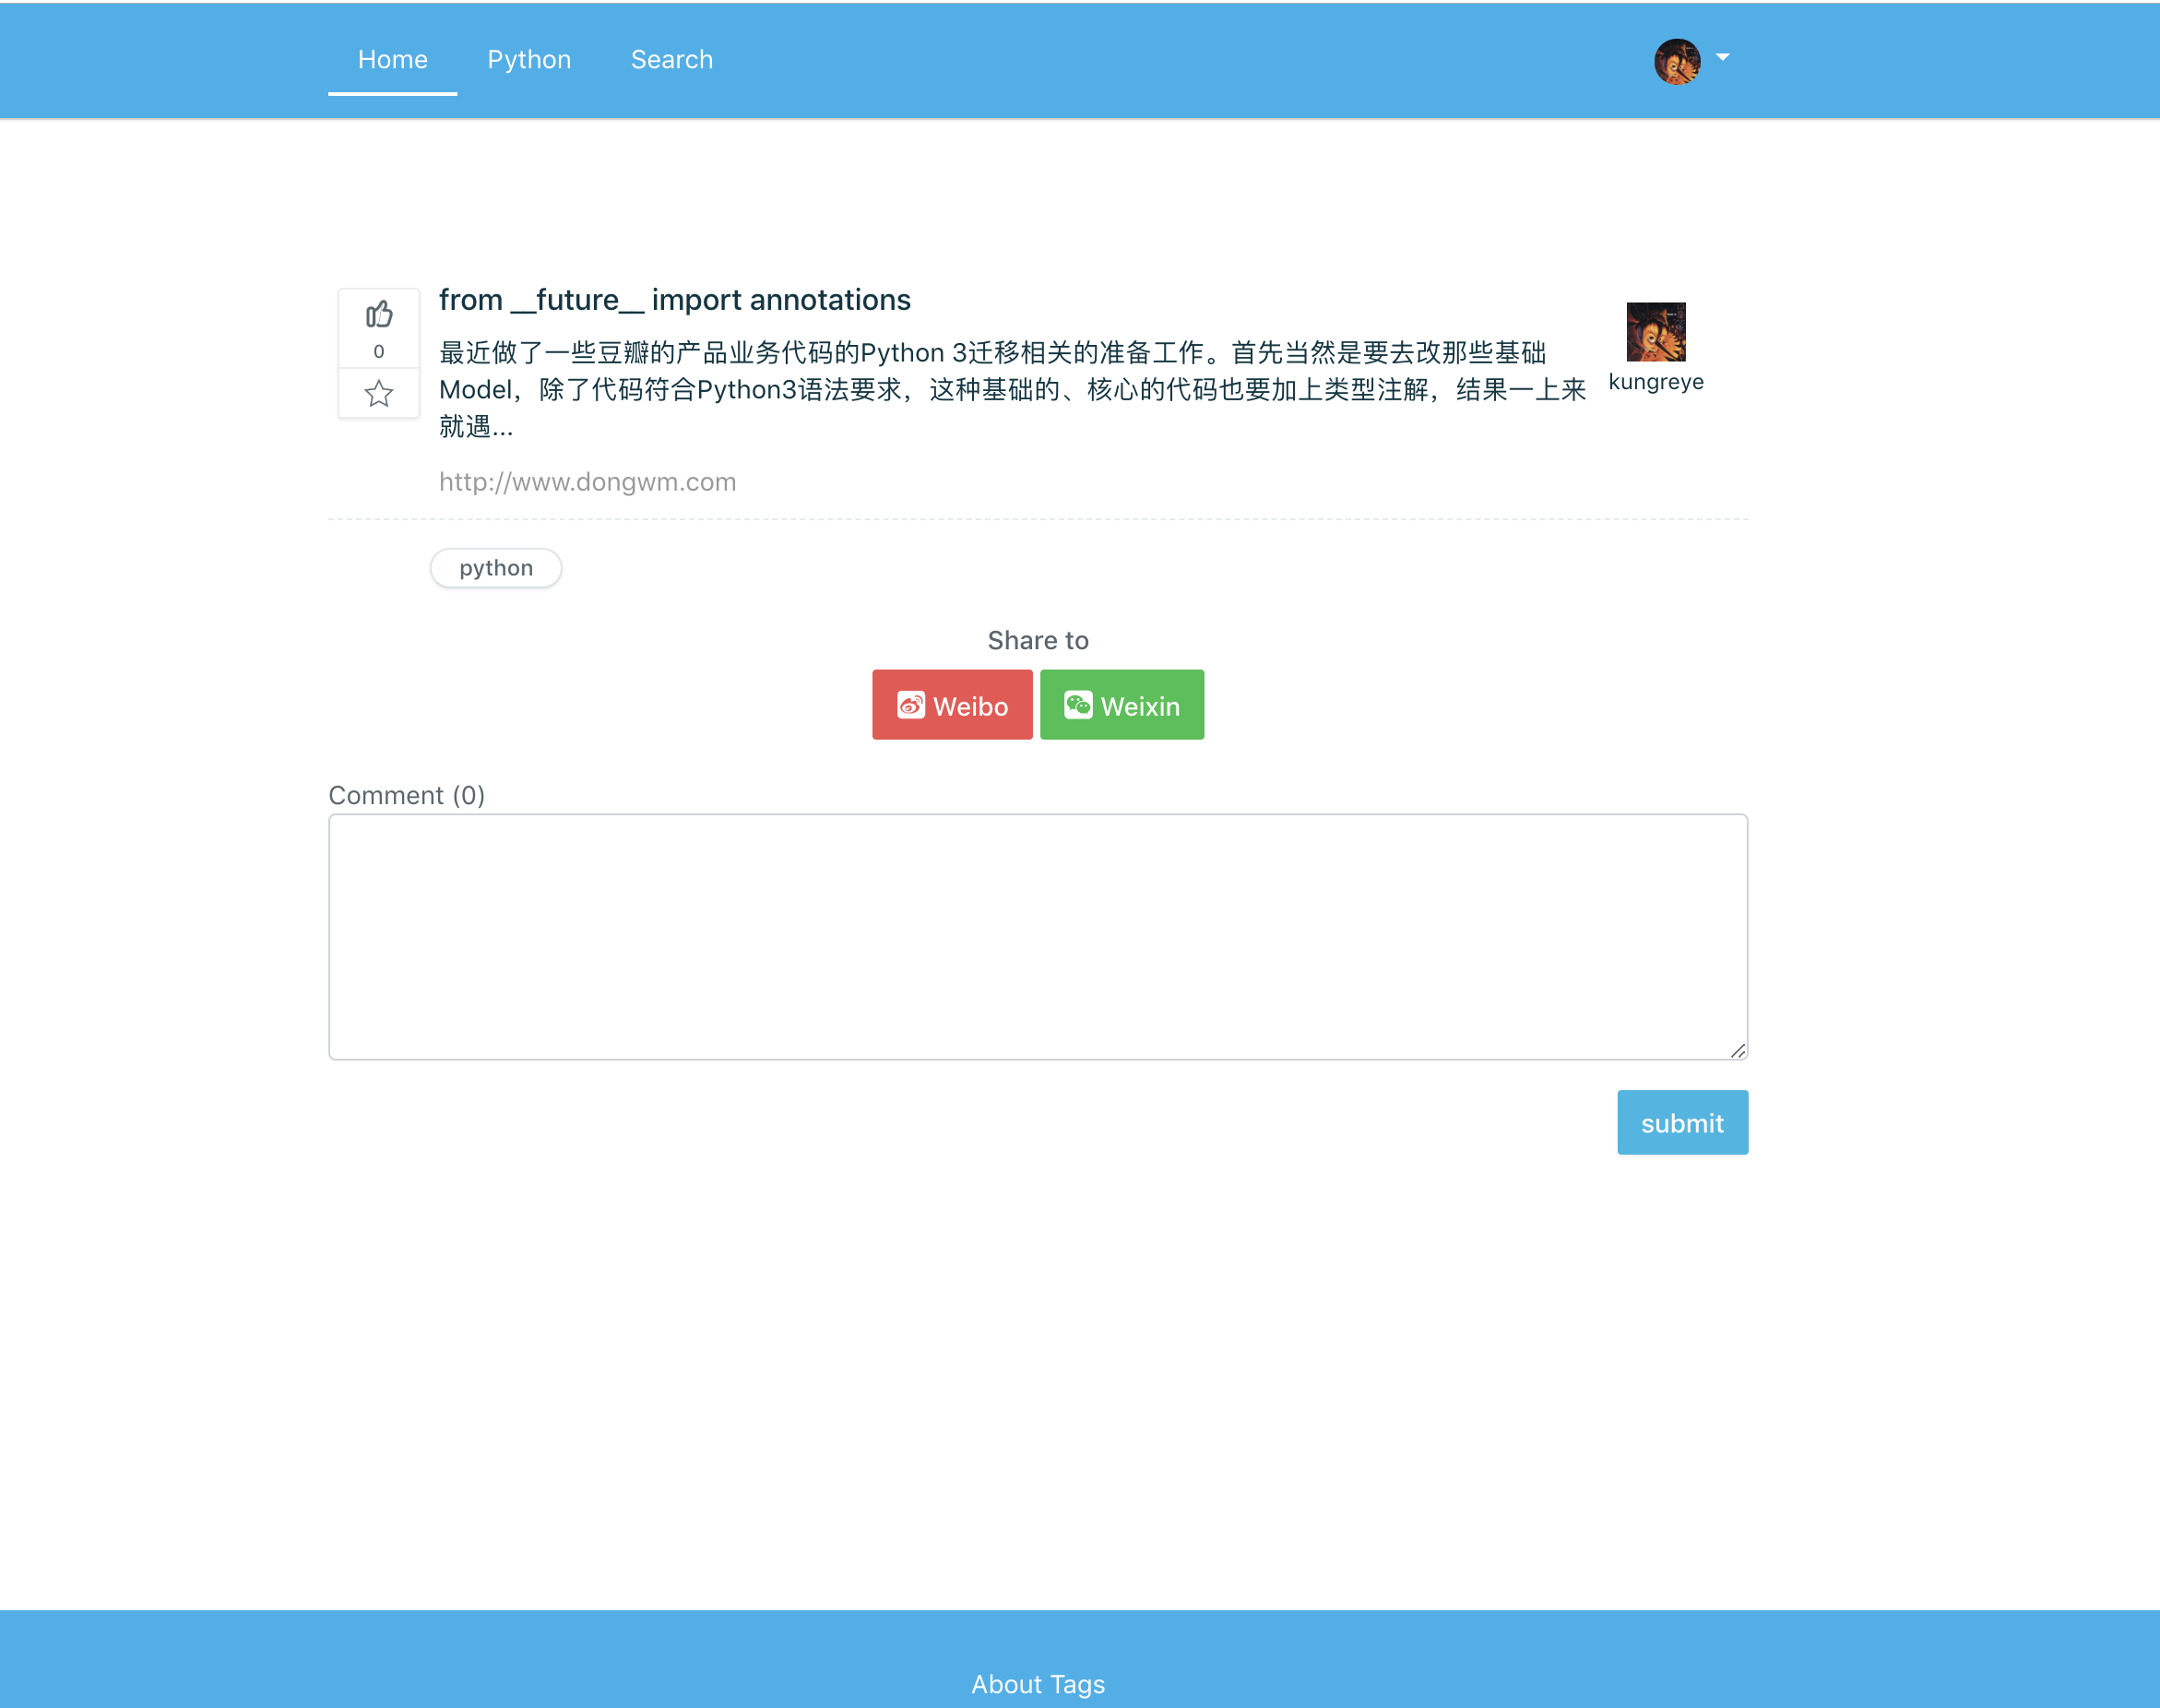 Home Python Search
from __future__ import annotations
0
最近做了一些豆瓣的产品业务代码的Python 3迁移相关的准备工作。首先当然是要去改那些基础
Model，除了代码符合Python3语法要求，这种基础的、核心的代码也要加上类型注解，结果一上来
就遇...
kungreye
http://www.dongwm.com
python
Share to
Weibo Weixin
Comment (0)
submit
About Tags